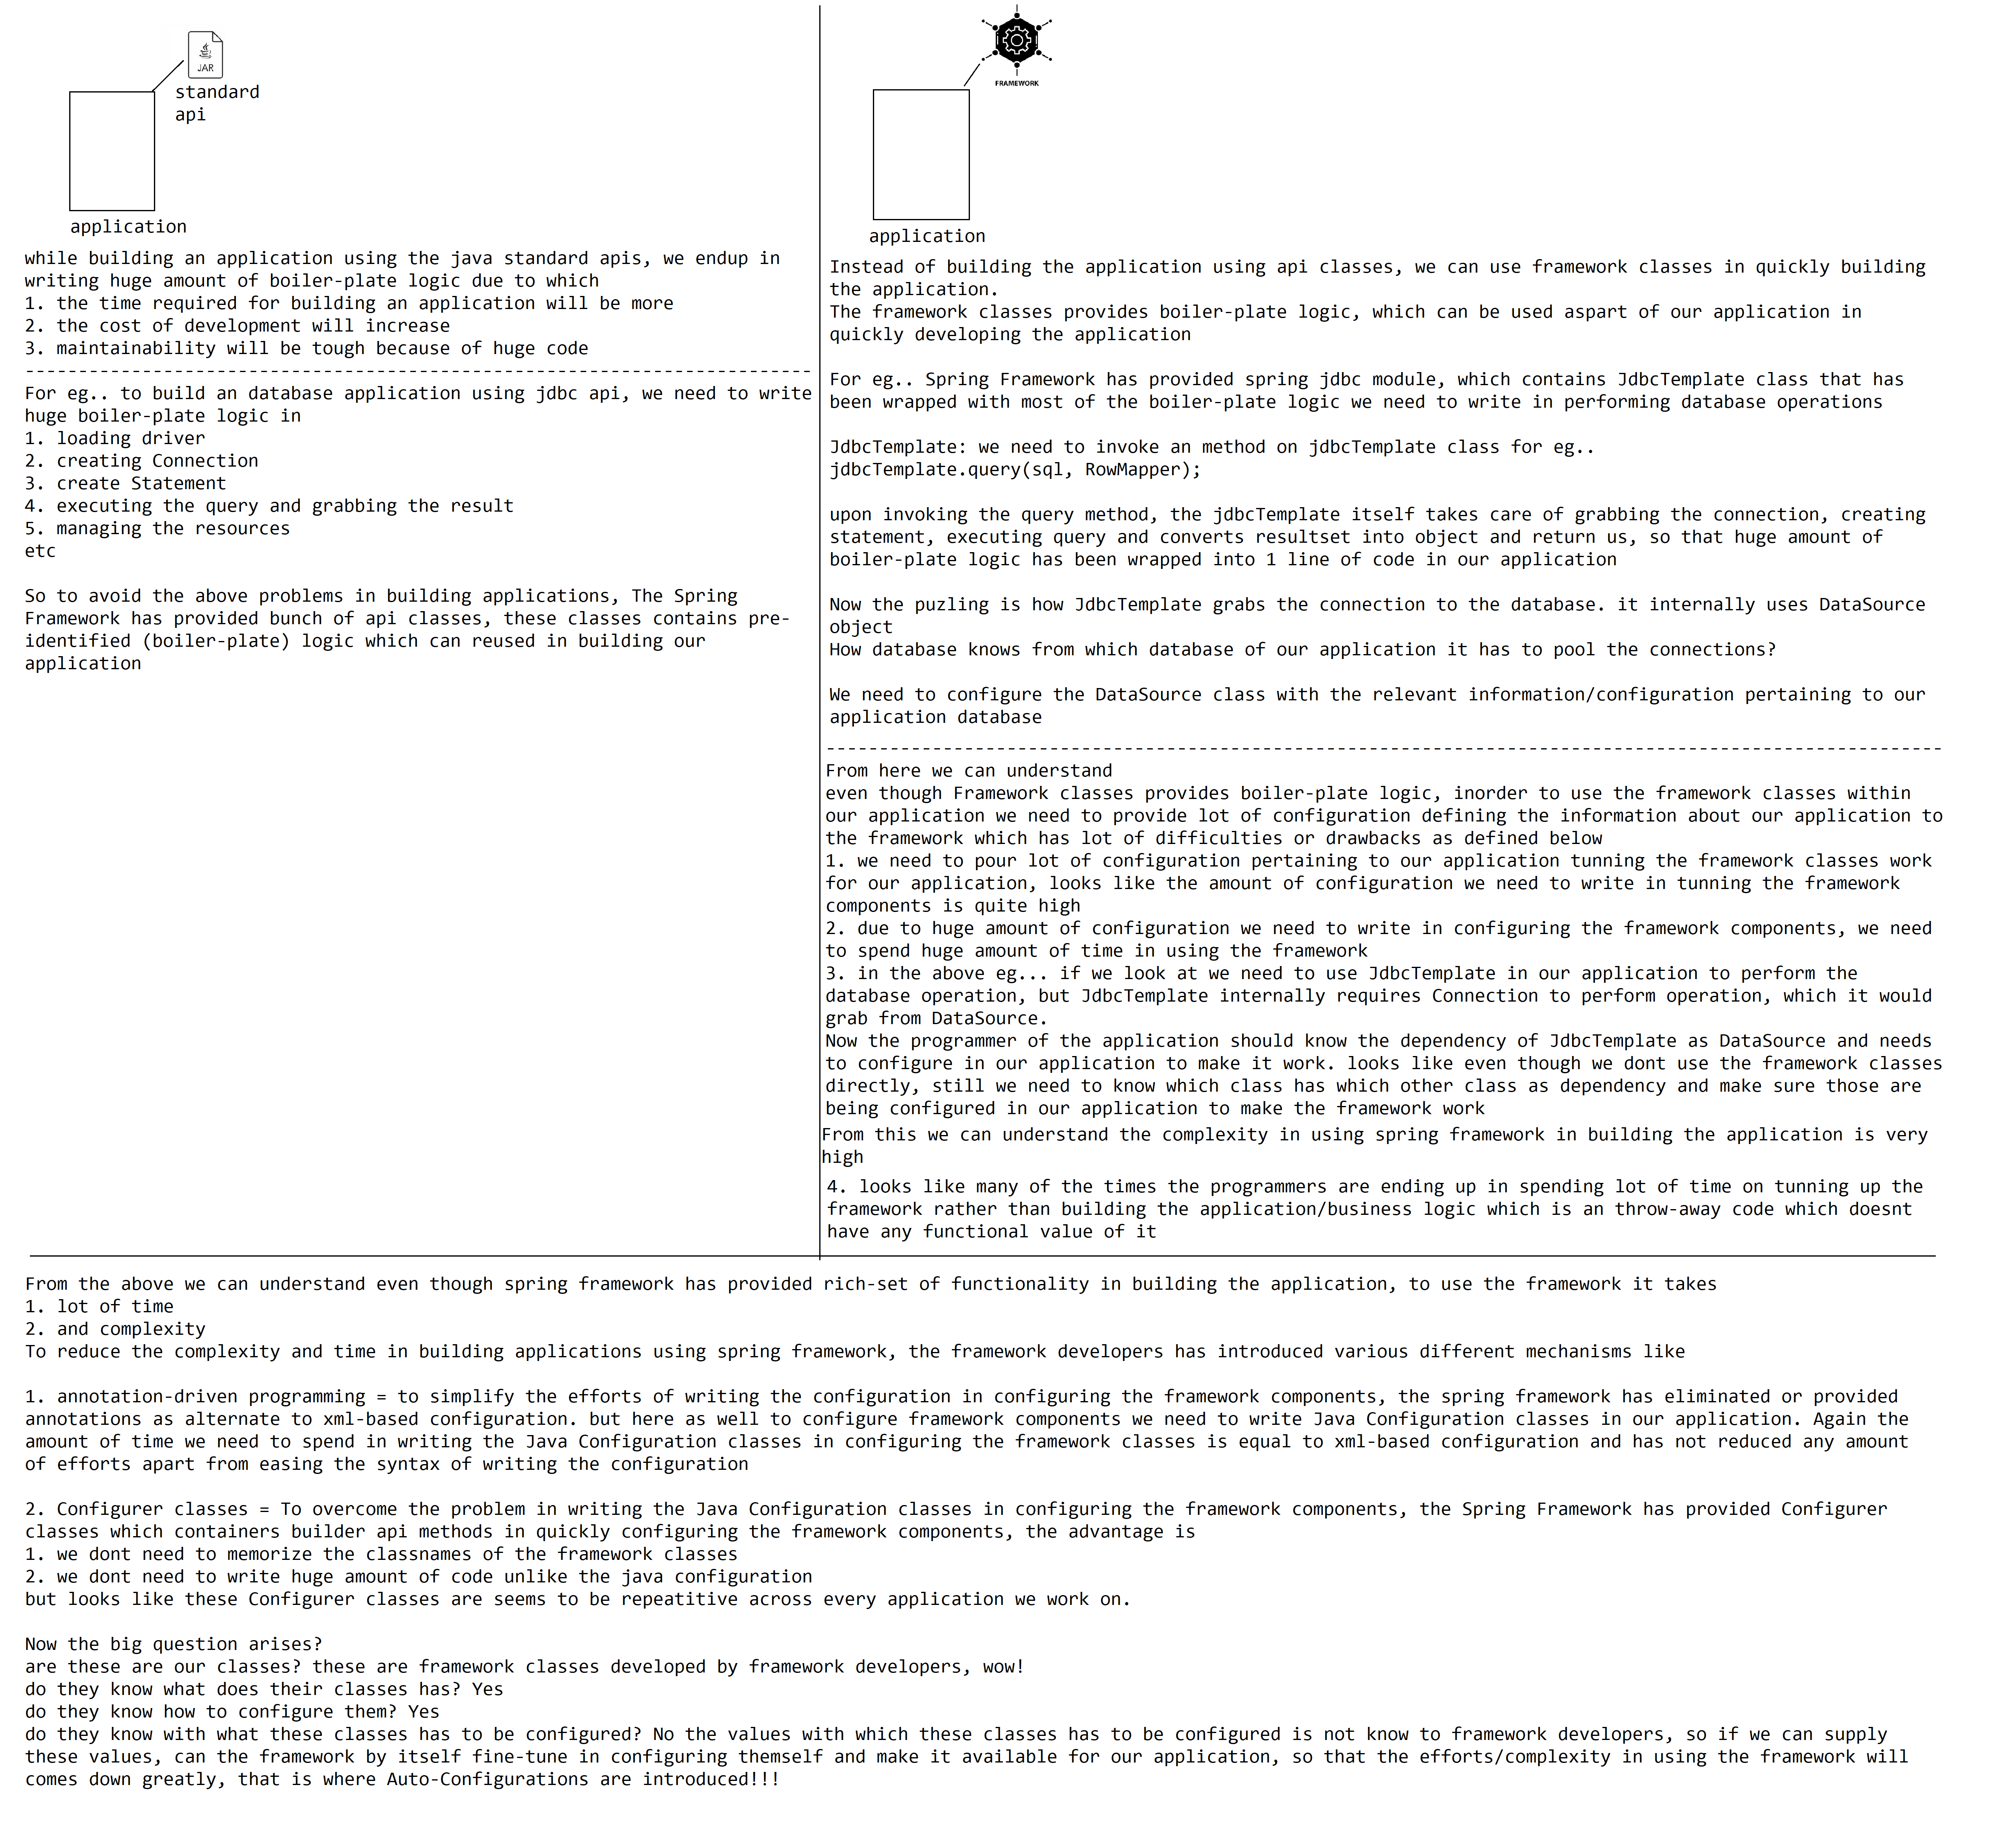 JAR
standard
api
application
while building an application using the java standard apis, we endup in
writing huge amount of boiler-plate logic due to which
1. the time required for building an application will be more
2. the cost of development will increase
3. maintainability will be tough because of huge code
--------------------------------------------------------------------------
For eg.. to build an database application using jdbc api, we need to write
huge boiler-plate logic in
1. loading driver
2. creating Connection
3. create Statement
4. executing the query and grabbing the result
5. managing the resources
etc

So to avoid the above problems in building applications, The Spring
Framework has provided bunch of api classes, these classes contains pre-
identified (boiler-plate) logic which can reused in building our
application

FRAMEWORK
application
Instead of building the application using api classes, we can use framework classes in quickly building
the application.
The framework classes provides boiler-plate logic, which can be used aspart of our application in
quickly developing the application

For eg.. Spring Framework has provided spring jdbc module, which contains JdbcTemplate class that has
been wrapped with most of the boiler-plate logic we need to write in performing database operations

JdbcTemplate: we need to invoke an method on jdbcTemplate class for eg..
jdbcTemplate.query(sql, RowMapper);

upon invoking the query method, the jdbcTemplate itself takes care of grabbing the connection, creating
statement, executing query and converts resultset into object and return us, so that huge amount of
boiler-plate logic has been wrapped into 1 line of code in our application

Now the puzling is how JdbcTemplate grabs the connection to the database. it internally uses DataSource
object
How database knows from which database of our application it has to pool the connections?

We need to configure the DataSource class with the relevant information/configuration pertaining to our
application database
---------------------------------------------------------------------------------------------------------
From here we can understand
even though Framework classes provides boiler-plate logic, inorder to use the framework classes within
our application we need to provide lot of configuration defining the information about our application to
the framework which has lot of difficulties or drawbacks as defined below
1. we need to pour lot of configuration pertaining to our application tunning the framework classes work
for our application, looks like the amount of configuration we need to write in tunning the framework
components is quite high
2. due to huge amount of configuration we need to write in configuring the framework components, we need
to spend huge amount of time in using the framework
3. in the above eg... if we look at we need to use JdbcTemplate in our application to perform the
database operation, but JdbcTemplate internally requires Connection to perform operation, which it would
grab from DataSource.
Now the programmer of the application should know the dependency of JdbcTemplate as DataSource and needs
to configure in our application to make it work. looks like even though we dont use the framework classes
directly, still we need to know which class has which other class as dependency and make sure those are
being configured in our application to make the framework work
From this we can understand the complexity in using spring framework in building the application is very
high
4. looks like many of the times the programmers are ending up in spending lot of time on tunning up the
framework rather than building the application/business logic which is an throw-away code which doesnt
have any functional value of it

From the above we can understand even though spring framework has provided rich-set of functionality in building the application, to use the framework it takes
1. lot of time
2. and complexity
To reduce the complexity and time in building applications using spring framework, the framework developers has introduced various different mechanisms like

1. annotation-driven programming = to simplify the efforts of writing the configuration in configuring the framework components, the spring framework has eliminated or provided
annotations as alternate to xml-based configuration. but here as well to configure framework components we need to write Java Configuration classes in our application. Again the
amount of time we need to spend in writing the Java Configuration classes in configuring the framework classes is equal to xml-based configuration and has not reduced any amount
of efforts apart from easing the syntax of writing the configuration

2. Configurer classes = To overcome the problem in writing the Java Configuration classes in configuring the framework components, the Spring Framework has provided Configurer
classes which containers builder api methods in quickly configuring the framework components, the advantage is
1. we dont need to memorize the classnames of the framework classes
2. we dont need to write huge amount of code unlike the java configuration
but looks like these Configurer classes are seems to be repeatitive across every application we work on.

Now the big question arises?
are these are our classes? these are framework classes developed by framework developers, wow!
do they know what does their classes has? Yes
do they know how to configure them? Yes
do they know with what these classes has to be configured? No the values with which these classes has to be configured is not know to framework developers, so if we can supply
these values, can the framework by itself fine-tune in configuring themself and make it available for our application, so that the efforts/complexity in using the framework will
comes down greatly, that is where Auto-Configurations are introduced!!!